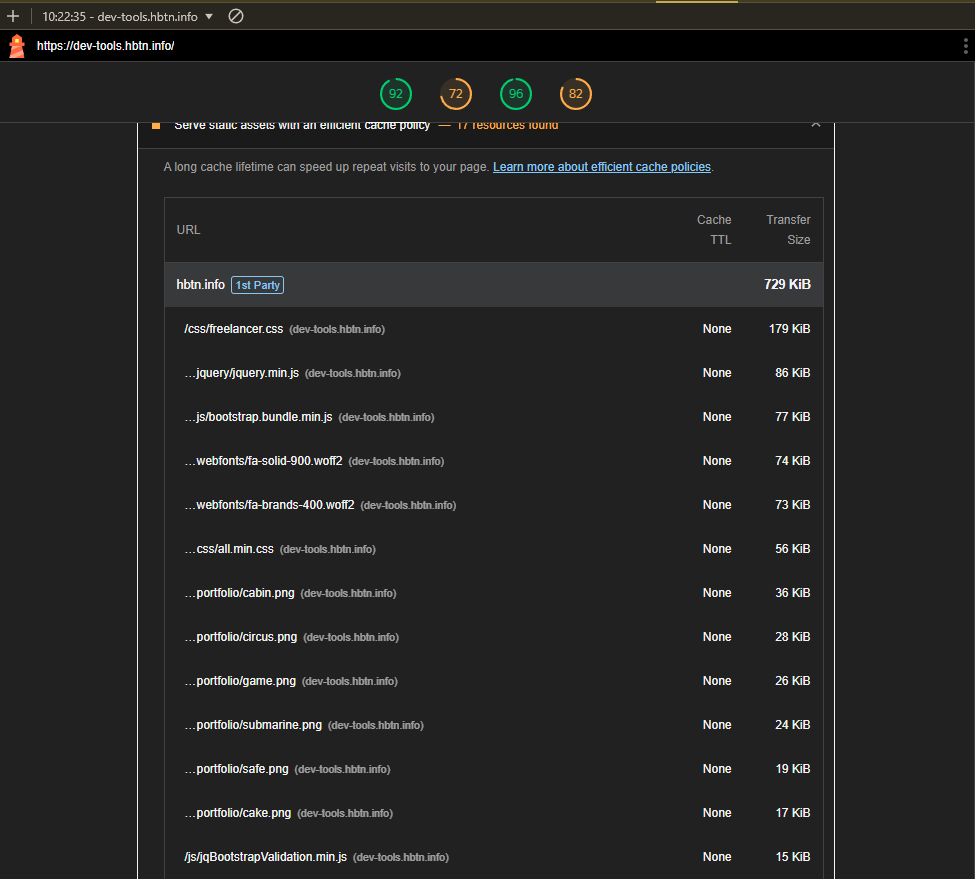 10:22:35 - dev-tools.hbtn.info
https://dev-tools.hbtn.info/
92 72 96 82
Serve static assets with an efficient cache policy — 17 resources found
A long cache lifetime can speed up repeat visits to your page. Learn more about efficient cache policies.
URL Cache TTL Transfer Size
hbtn.info 1st Party 729 KiB
/css/freelancer.css (dev-tools.hbtn.info) None 179 KiB
…jquery/jquery.min.js (dev-tools.hbtn.info) None 86 KiB
…js/bootstrap.bundle.min.js (dev-tools.hbtn.info) None 77 KiB
…webfonts/fa-solid-900.woff2 (dev-tools.hbtn.info) None 74 KiB
…webfonts/fa-brands-400.woff2 (dev-tools.hbtn.info) None 73 KiB
…css/all.min.css (dev-tools.hbtn.info) None 56 KiB
…portfolio/cabin.png (dev-tools.hbtn.info) None 36 KiB
…portfolio/circus.png (dev-tools.hbtn.info) None 28 KiB
…portfolio/game.png (dev-tools.hbtn.info) None 26 KiB
…portfolio/submarine.png (dev-tools.hbtn.info) None 24 KiB
…portfolio/safe.png (dev-tools.hbtn.info) None 19 KiB
…portfolio/cake.png (dev-tools.hbtn.info) None 17 KiB
/js/jqBootstrapValidation.min.js (dev-tools.hbtn.info) None 15 KiB